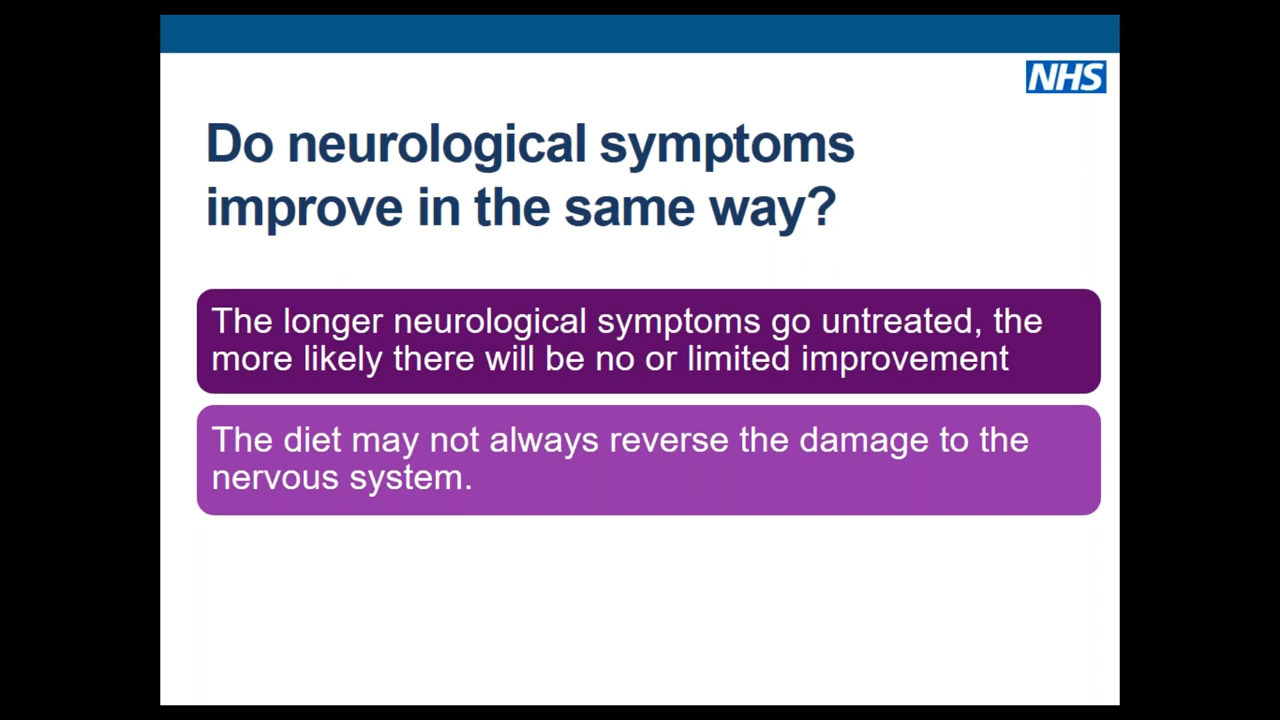 NHS
Do neurological symptoms
improve in the same way?
The longer neurological symptoms go untreated, the
more likely there will be no or limited improvement
The diet may not always reverse the damage to the
nervous system.